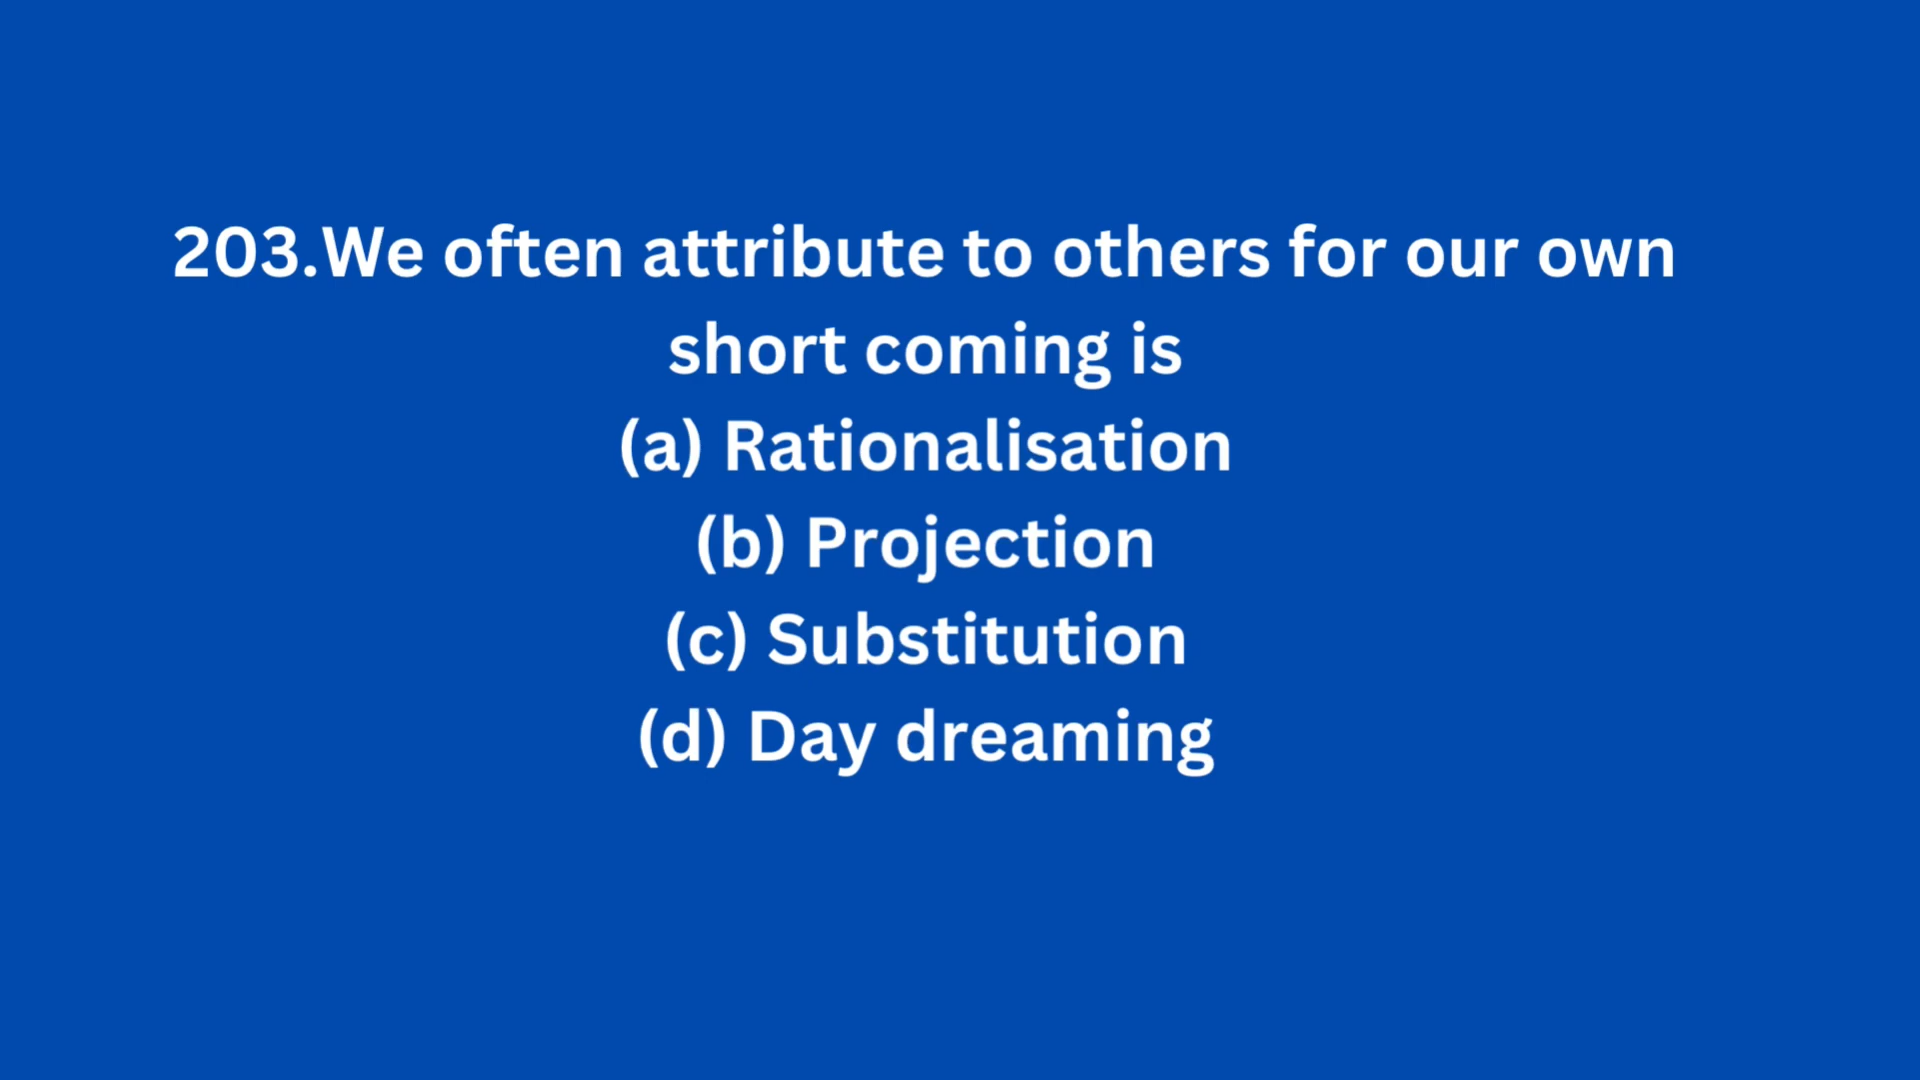 203.We often attribute to others for our own
short coming is
(a) Rationalisation
(b) Projection
(c) Substitution
(d) Day dreaming